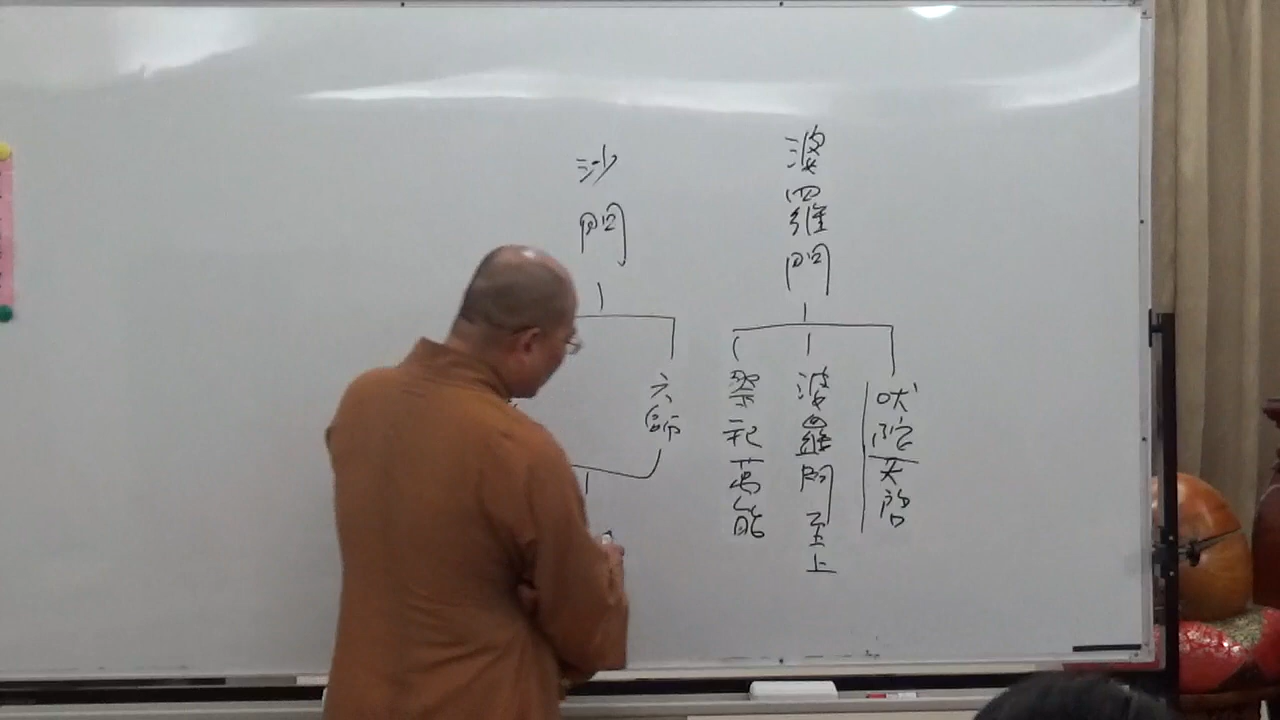 婆羅門
吠陀天啓
婆羅門至上
祭祀萬能
沙門
六師